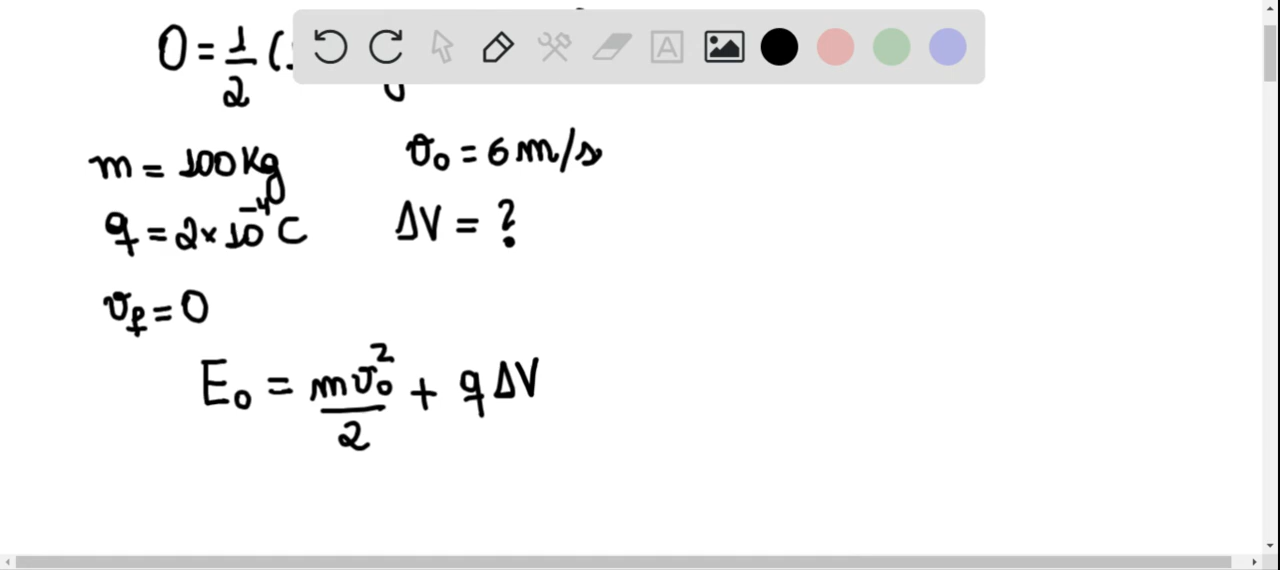 0 = 1/2 (
m = 100 Kg v₀ = 6 m/s
q = 2 × 10⁻⁴ C ΔV = ?
v_f = 0
E₀ = mv₀²/2 + qΔV